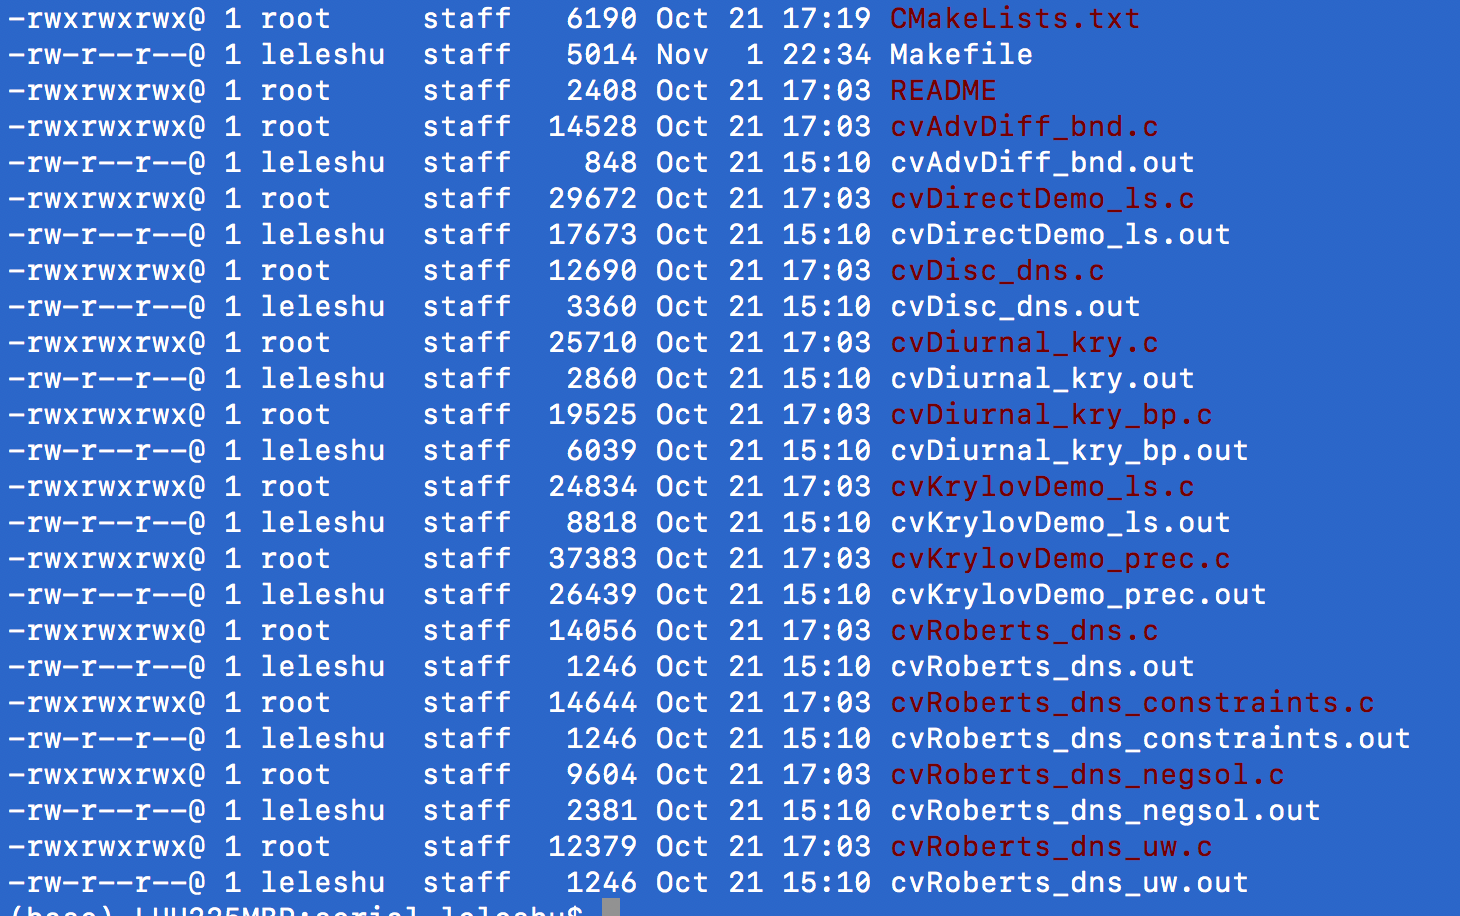 -rwxrwxrwx@ 1 root     staff   6190 Oct 21 17:19 CMakeLists.txt
-rw-r--r--@ 1 leleshu  staff   5014 Nov  1 22:34 Makefile
-rwxrwxrwx@ 1 root     staff   2408 Oct 21 17:03 README
-rwxrwxrwx@ 1 root     staff  14528 Oct 21 17:03 cvAdvDiff_bnd.c
-rw-r--r--@ 1 leleshu  staff    848 Oct 21 15:10 cvAdvDiff_bnd.out
-rwxrwxrwx@ 1 root     staff  29672 Oct 21 17:03 cvDirectDemo_ls.c
-rw-r--r--@ 1 leleshu  staff  17673 Oct 21 15:10 cvDirectDemo_ls.out
-rwxrwxrwx@ 1 root     staff  12690 Oct 21 17:03 cvDisc_dns.c
-rw-r--r--@ 1 leleshu  staff   3360 Oct 21 15:10 cvDisc_dns.out
-rwxrwxrwx@ 1 root     staff  25710 Oct 21 17:03 cvDiurnal_kry.c
-rw-r--r--@ 1 leleshu  staff   2860 Oct 21 15:10 cvDiurnal_kry.out
-rwxrwxrwx@ 1 root     staff  19525 Oct 21 17:03 cvDiurnal_kry_bp.c
-rw-r--r--@ 1 leleshu  staff   6039 Oct 21 15:10 cvDiurnal_kry_bp.out
-rwxrwxrwx@ 1 root     staff  24834 Oct 21 17:03 cvKrylovDemo_ls.c
-rw-r--r--@ 1 leleshu  staff   8818 Oct 21 15:10 cvKrylovDemo_ls.out
-rwxrwxrwx@ 1 root     staff  37383 Oct 21 17:03 cvKrylovDemo_prec.c
-rw-r--r--@ 1 leleshu  staff  26439 Oct 21 15:10 cvKrylovDemo_prec.out
-rwxrwxrwx@ 1 root     staff  14056 Oct 21 17:03 cvRoberts_dns.c
-rw-r--r--@ 1 leleshu  staff   1246 Oct 21 15:10 cvRoberts_dns.out
-rwxrwxrwx@ 1 root     staff  14644 Oct 21 17:03 cvRoberts_dns_constraints.c
-rw-r--r--@ 1 leleshu  staff   1246 Oct 21 15:10 cvRoberts_dns_constraints.out
-rwxrwxrwx@ 1 root     staff   9604 Oct 21 17:03 cvRoberts_dns_negsol.c
-rw-r--r--@ 1 leleshu  staff   2381 Oct 21 15:10 cvRoberts_dns_negsol.out
-rwxrwxrwx@ 1 root     staff  12379 Oct 21 17:03 cvRoberts_dns_uw.c
-rw-r--r--@ 1 leleshu  staff   1246 Oct 21 15:10 cvRoberts_dns_uw.out
(base) leleshu$